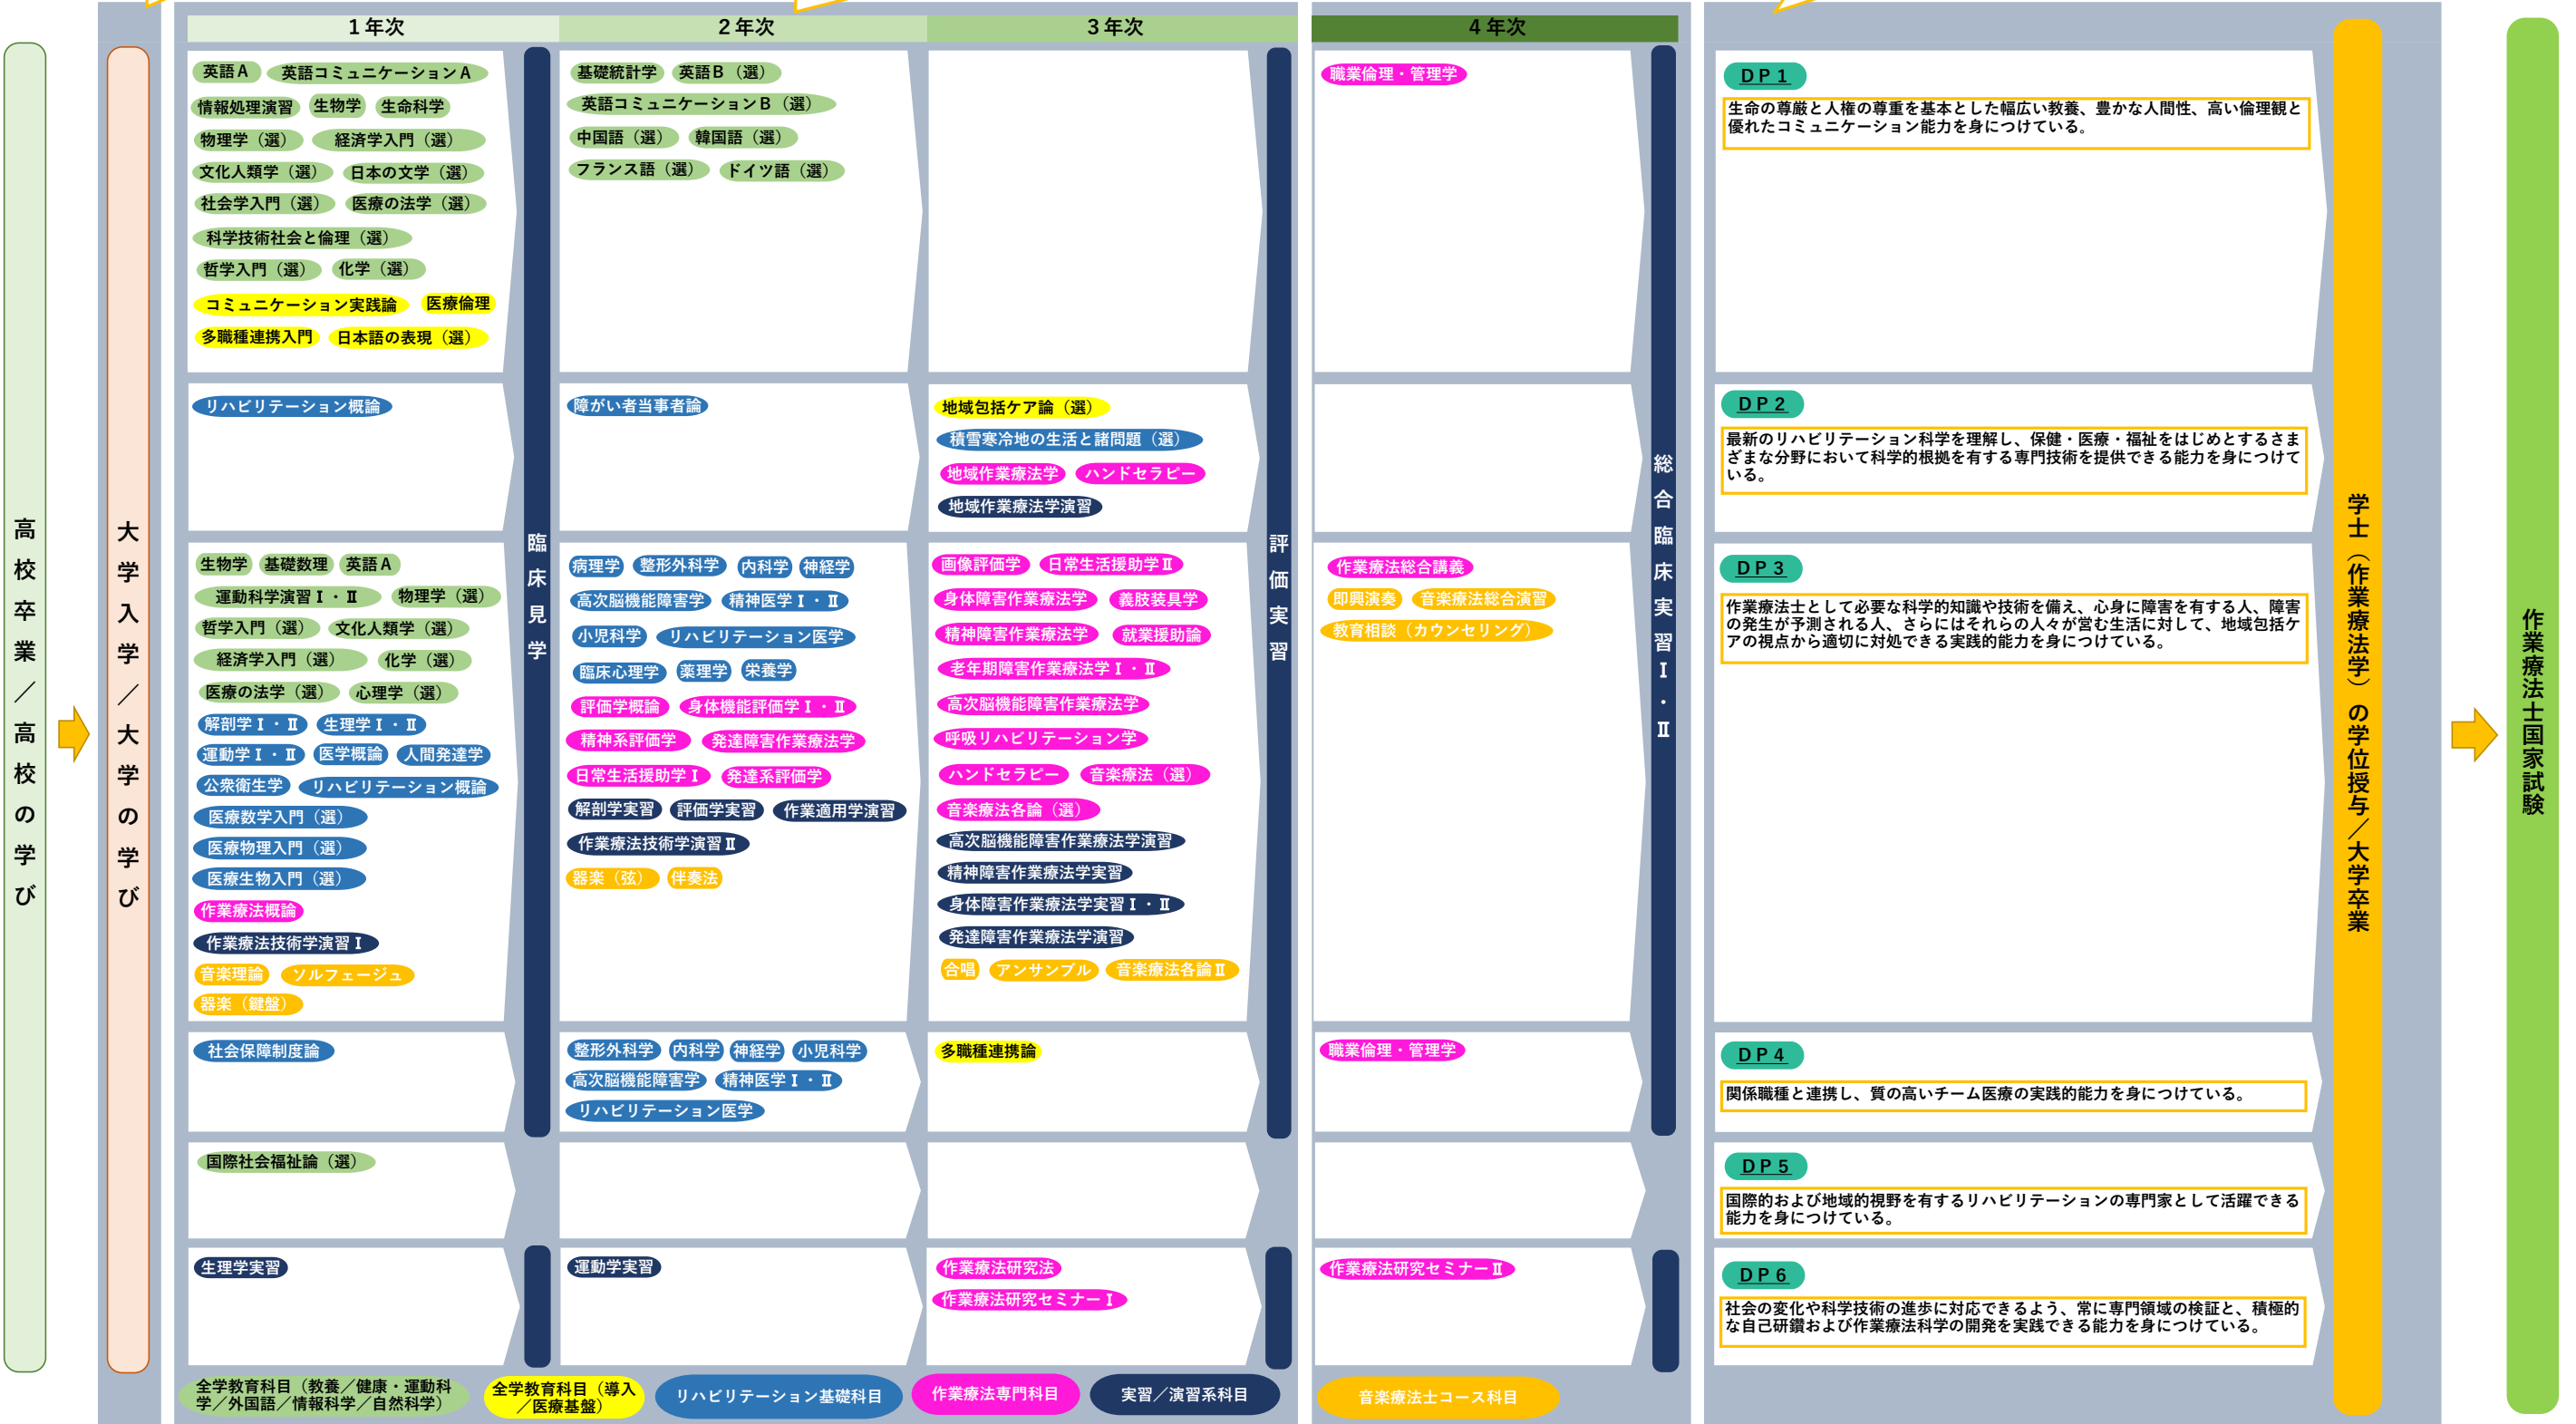 高校卒業／高校の学び
大学入学／大学の学び
1年次
2年次
3年次
4年次
英語A 英語コミュニケーションA
情報処理演習 生物学 生命科学
物理学（選） 経済学入門（選）
文化人類学（選） 日本の文学（選）
社会学入門（選） 医療の法学（選）
科学技術社会と倫理（選）
哲学入門（選） 化学（選）
コミュニケーション実践論 医療倫理
多職種連携入門 日本語の表現（選）
基礎統計学 英語B（選）
英語コミュニケーションB（選）
中国語（選） 韓国語（選）
フランス語（選） ドイツ語（選）
職業倫理・管理学
DP1
生命の尊厳と人権の尊重を基本とした幅広い教養、豊かな人間性、高い倫理観と
優れたコミュニケーション能力を身につけている。
リハビリテーション概論
障がい者当事者論
地域包括ケア論（選）
積雪寒冷地の生活と諸問題（選）
地域作業療法学 ハンドセラピー
地域作業療法学演習
DP2
最新のリハビリテーション科学を理解し、保健・医療・福祉をはじめとするさま
ざまな分野において科学的根拠を有する専門技術を提供できる能力を身につけて
いる。
生物学 基礎数理 英語A
運動科学演習Ⅰ・Ⅱ 物理学（選）
哲学入門（選） 文化人類学（選）
経済学入門（選） 化学（選）
医療の法学（選） 心理学（選）
解剖学Ⅰ・Ⅱ 生理学Ⅰ・Ⅱ
運動学Ⅰ・Ⅱ 医学概論 人間発達学
公衆衛生学 リハビリテーション概論
医療数学入門（選）
医療物理入門（選）
医療生物入門（選）
作業療法概論
作業療法技術学演習Ⅰ
音楽理論 ソルフェージュ
器楽（鍵盤）
臨床見学
病理学 整形外科学 内科学 神経学
高次脳機能障害学 精神医学Ⅰ・Ⅱ
小児科学 リハビリテーション医学
臨床心理学 薬理学 栄養学
評価学概論 身体機能評価学Ⅰ・Ⅱ
精神系評価学 発達障害作業療法学
日常生活援助学Ⅰ 発達系評価学
解剖学実習 評価学実習 作業適用学演習
作業療法技術学演習Ⅱ
器楽（弦） 伴奏法
画像評価学 日常生活援助学Ⅱ
身体障害作業療法学 義肢装具学
精神障害作業療法学 就業援助論
老年期障害作業療法学Ⅰ・Ⅱ
高次脳機能障害作業療法学
呼吸リハビリテーション学
ハンドセラピー 音楽療法（選）
音楽療法各論（選）
高次脳機能障害作業療法学演習
精神障害作業療法学実習
身体障害作業療法学実習Ⅰ・Ⅱ
発達障害作業療法学演習
合唱 アンサンブル 音楽療法各論Ⅱ
評価実習
作業療法総合講義
即興演奏 音楽療法総合演習
教育相談（カウンセリング）
総合臨床実習Ⅰ・Ⅱ
DP3
作業療法士として必要な科学的知識や技術を備え、心身に障害を有する人、障害
の発生が予測される人、さらにはそれらの人々が営む生活に対して、地域包括ケ
アの視点から適切に対処できる実践的能力を身につけている。
社会保障制度論
整形外科学 内科学 神経学 小児科学
高次脳機能障害学 精神医学Ⅰ・Ⅱ
リハビリテーション医学
多職種連携論
職業倫理・管理学
DP4
関係職種と連携し、質の高いチーム医療の実践的能力を身につけている。
国際社会福祉論（選）
DP5
国際的および地域的視野を有するリハビリテーションの専門家として活躍できる
能力を身につけている。
生理学実習
運動学実習
作業療法研究法
作業療法研究セミナーⅠ
作業療法研究セミナーⅡ
DP6
社会の変化や科学技術の進歩に対応できるよう、常に専門領域の検証と、積極的
な自己研鑽および作業療法科学の開発を実践できる能力を身につけている。
学士（作業療法学）の学位授与／大学卒業
作業療法士国家試験
全学教育科目（教養／健康・運動科
学／外国語／情報科学／自然科学）
全学教育科目（導入
／医療基盤）
リハビリテーション基礎科目
作業療法専門科目
実習／演習系科目
音楽療法士コース科目